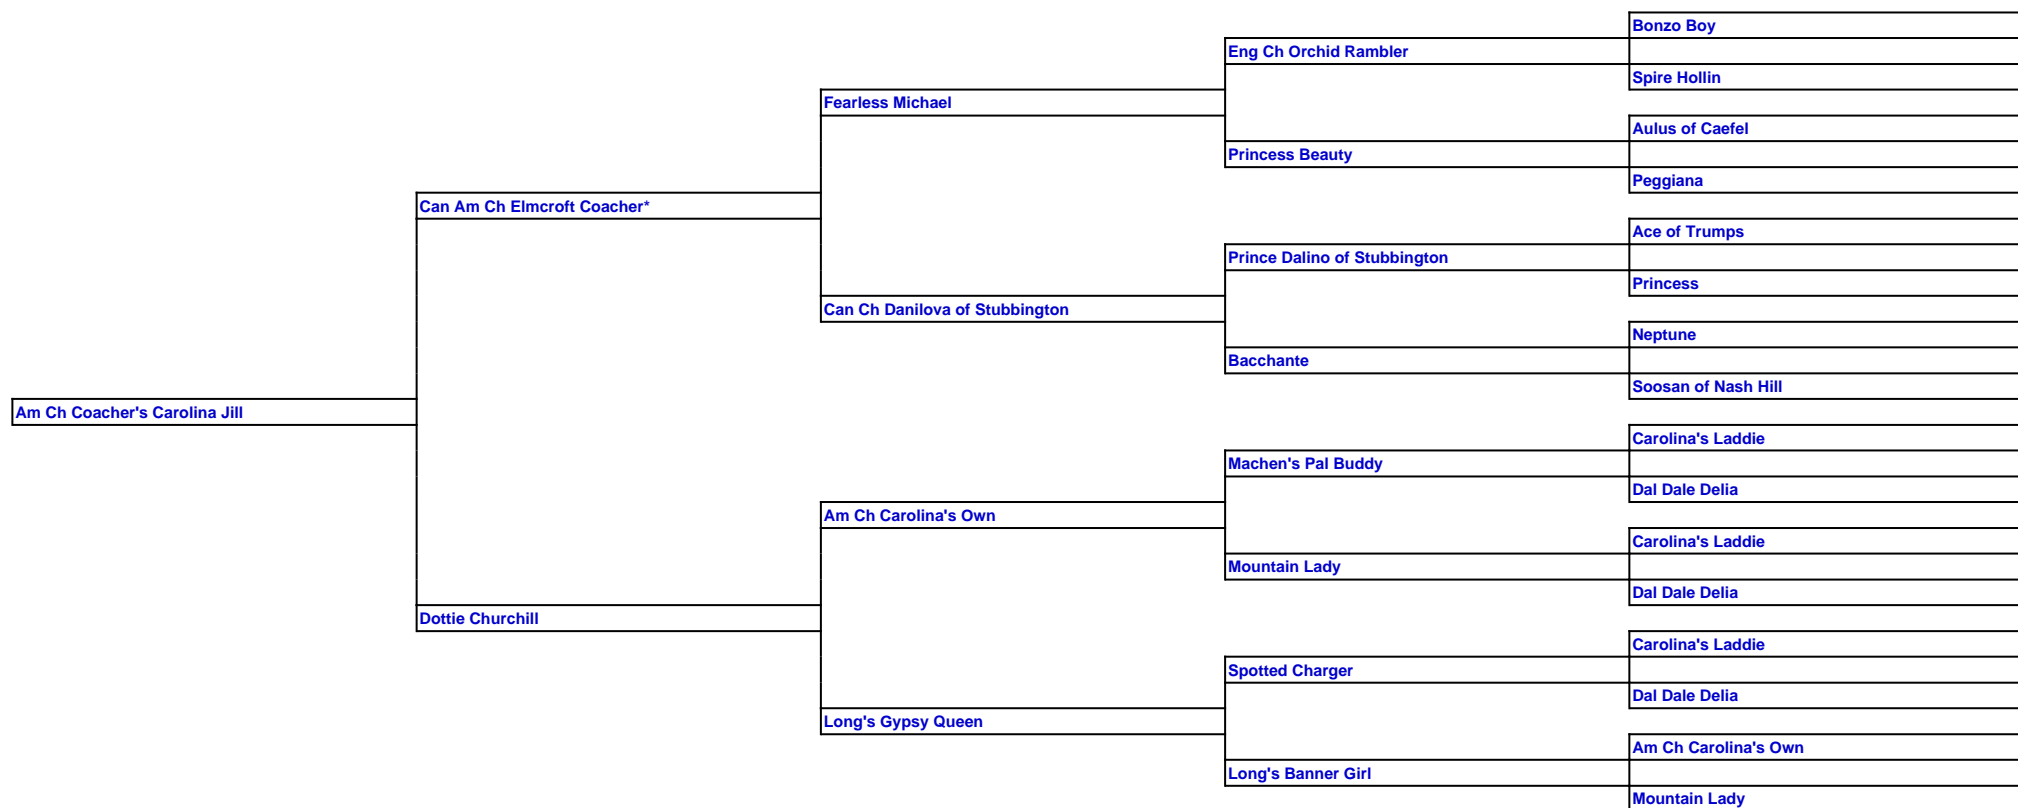 Bonzo Boy
Eng Ch Orchid Rambler
Spire Hollin
Fearless Michael
Aulus of Caefel
Princess Beauty
Peggiana
Can Am Ch Elmcroft Coacher*
Ace of Trumps
Prince Dalino of Stubbington
Princess
Can Ch Danilova of Stubbington
Neptune
Bacchante
Soosan of Nash Hill
Am Ch Coacher's Carolina Jill
Carolina's Laddie
Machen's Pal Buddy
Dal Dale Delia
Am Ch Carolina's Own
Carolina's Laddie
Mountain Lady
Dal Dale Delia
Dottie Churchill
Carolina's Laddie
Spotted Charger
Dal Dale Delia
Long's Gypsy Queen
Am Ch Carolina's Own
Long's Banner Girl
Mountain Lady